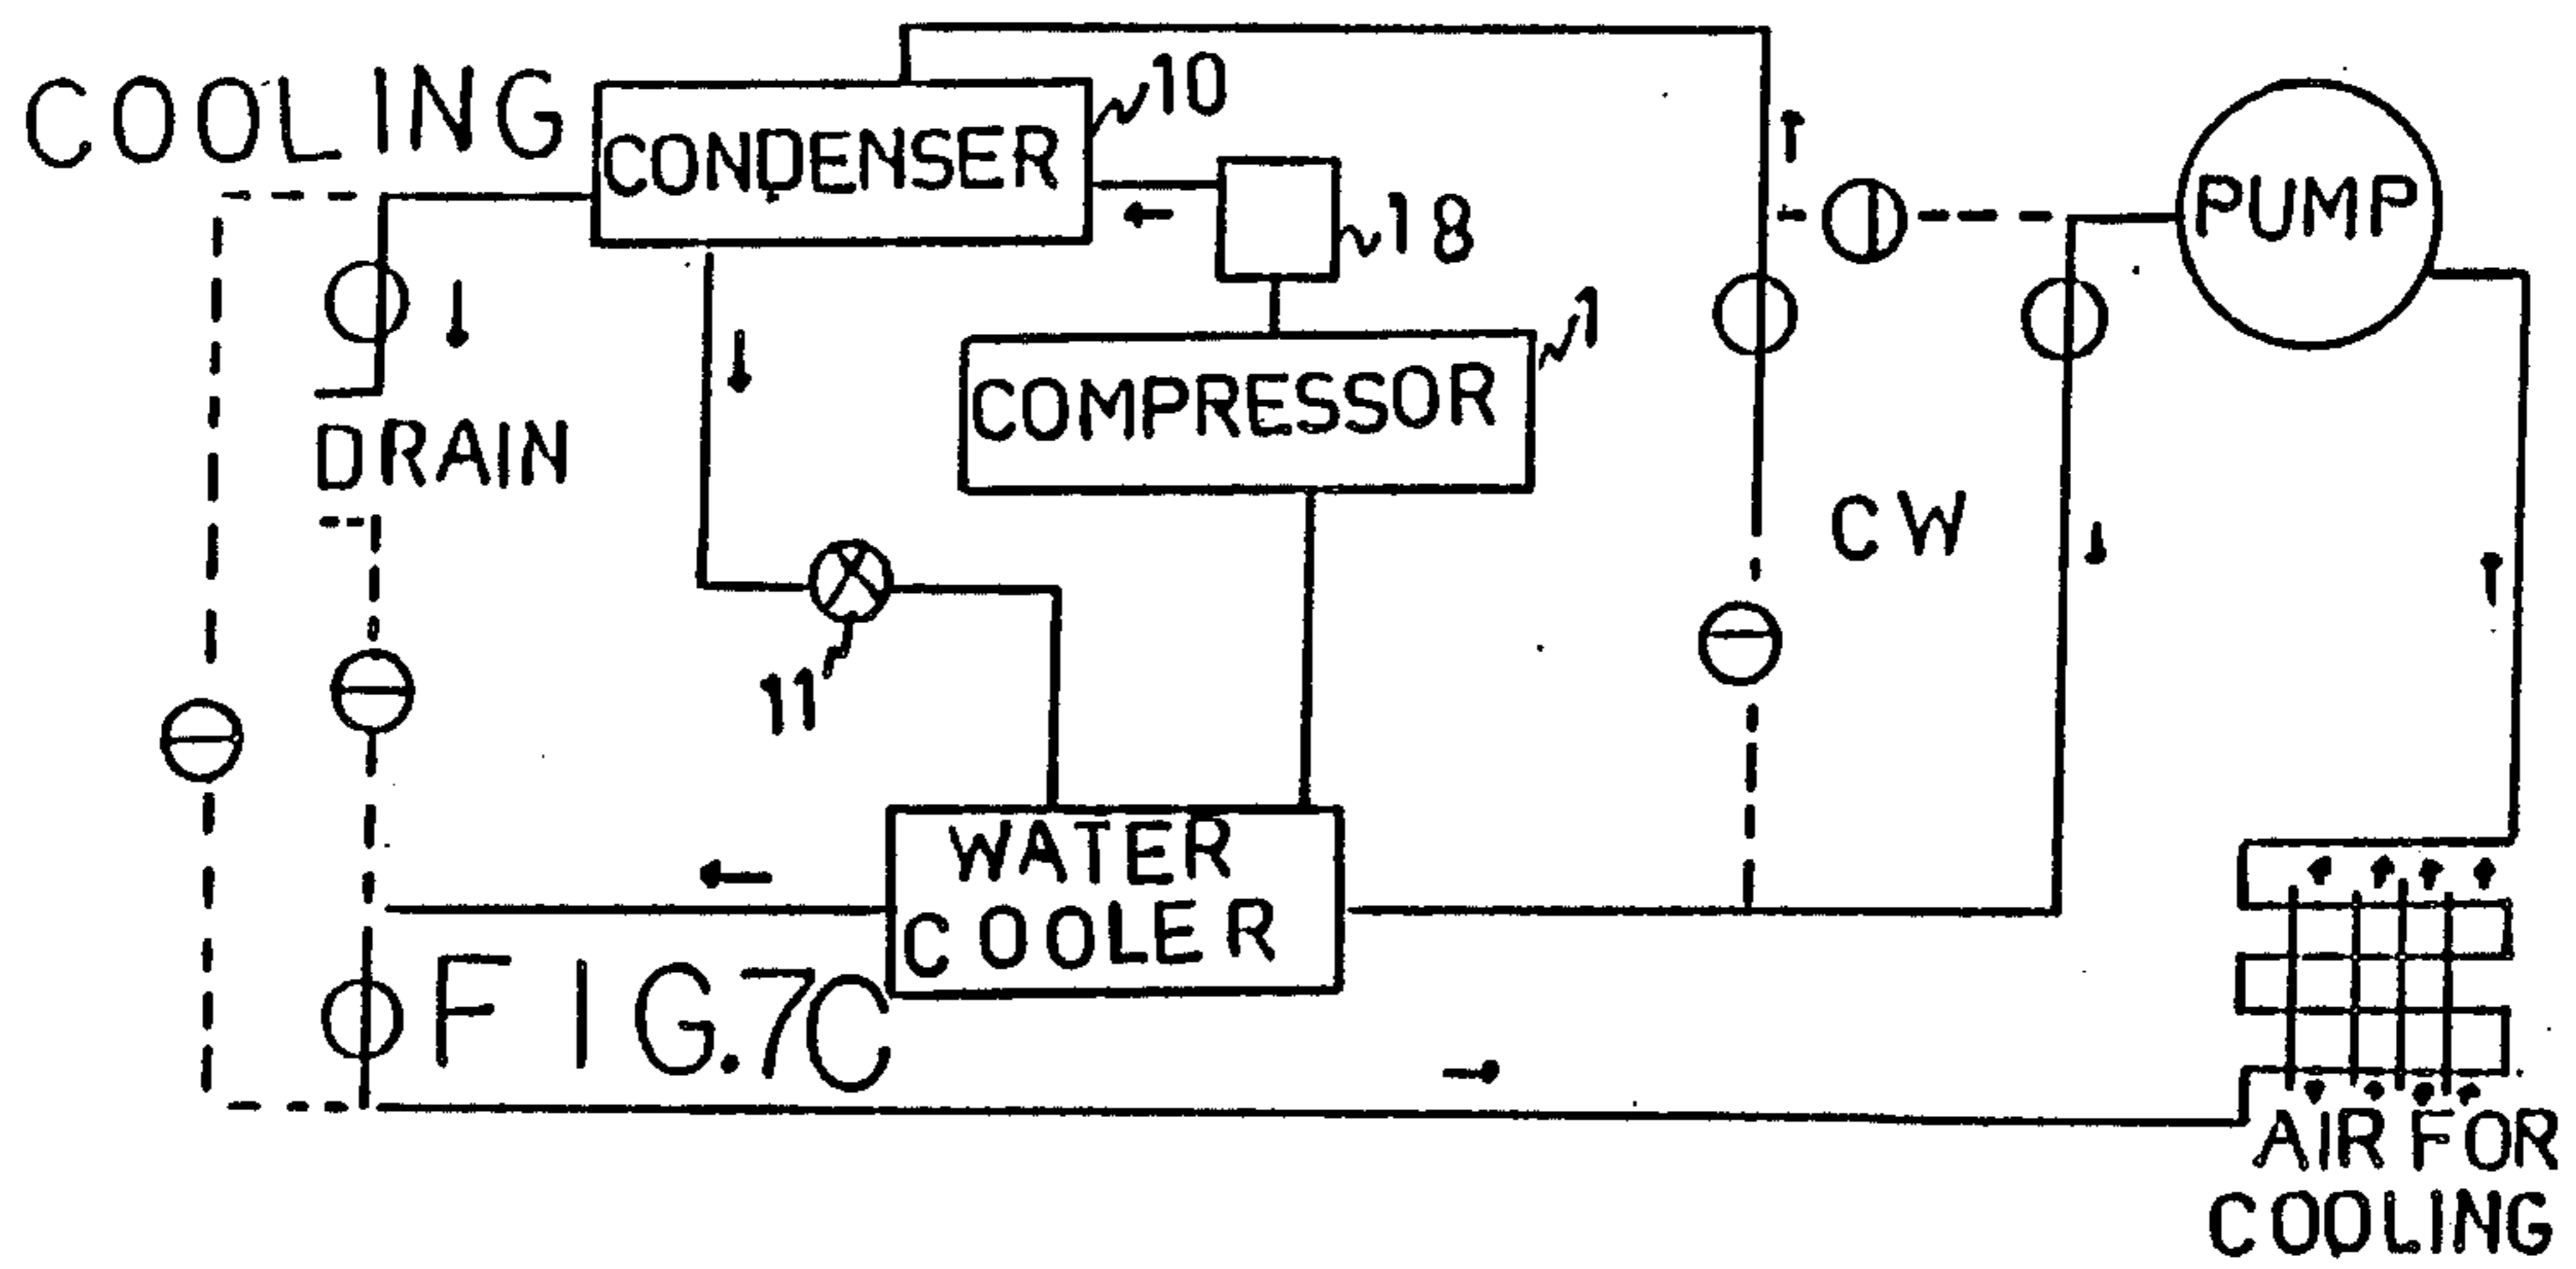 COOLING
CONDENSER
10
18
PUMP
COMPRESSOR
1
DRAIN
CW
11
WATER
COOLER
FIG.7C
AIR FOR
COOLING